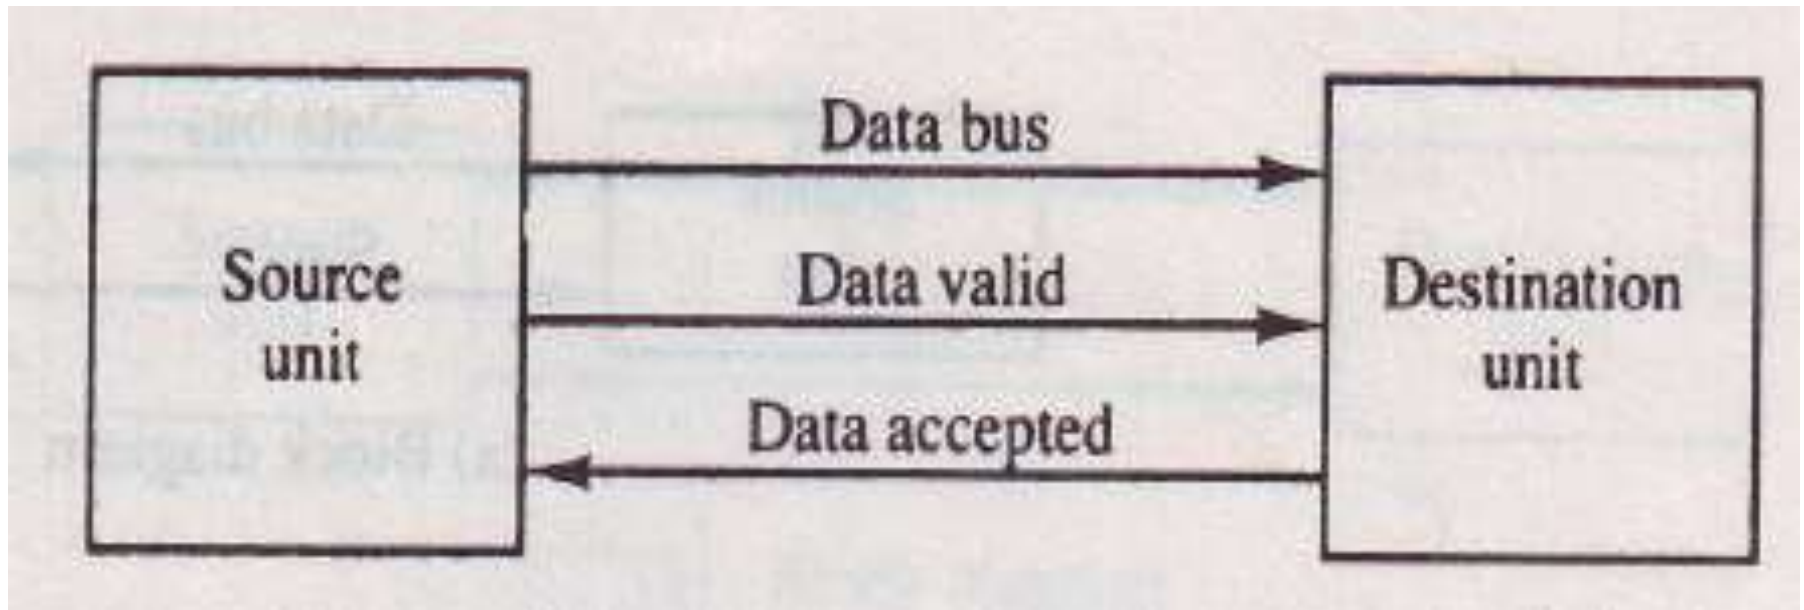 Data bus
Source
unit
Data valid
Destination
unit
Data accepted